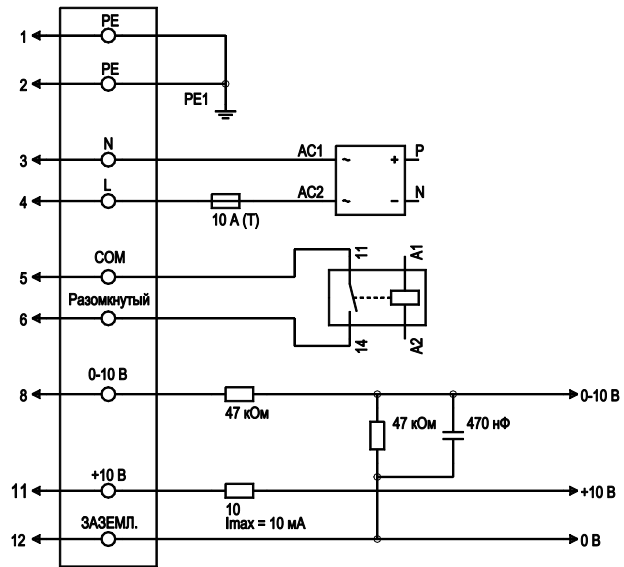 PE
1
PE
2
PE1
N
AC1
P
3
~
+
L
AC2
N
4
~
−
10 А (Т)
11
A1
COM
5
Разомкнутый
6
14
A2
0-10 В
8
0-10 В
47 кОм
47 кОм
470 нФ
+10 В
11
+10 В
10
Imax = 10 мА
ЗАЗЕМЛ.
12
0 В